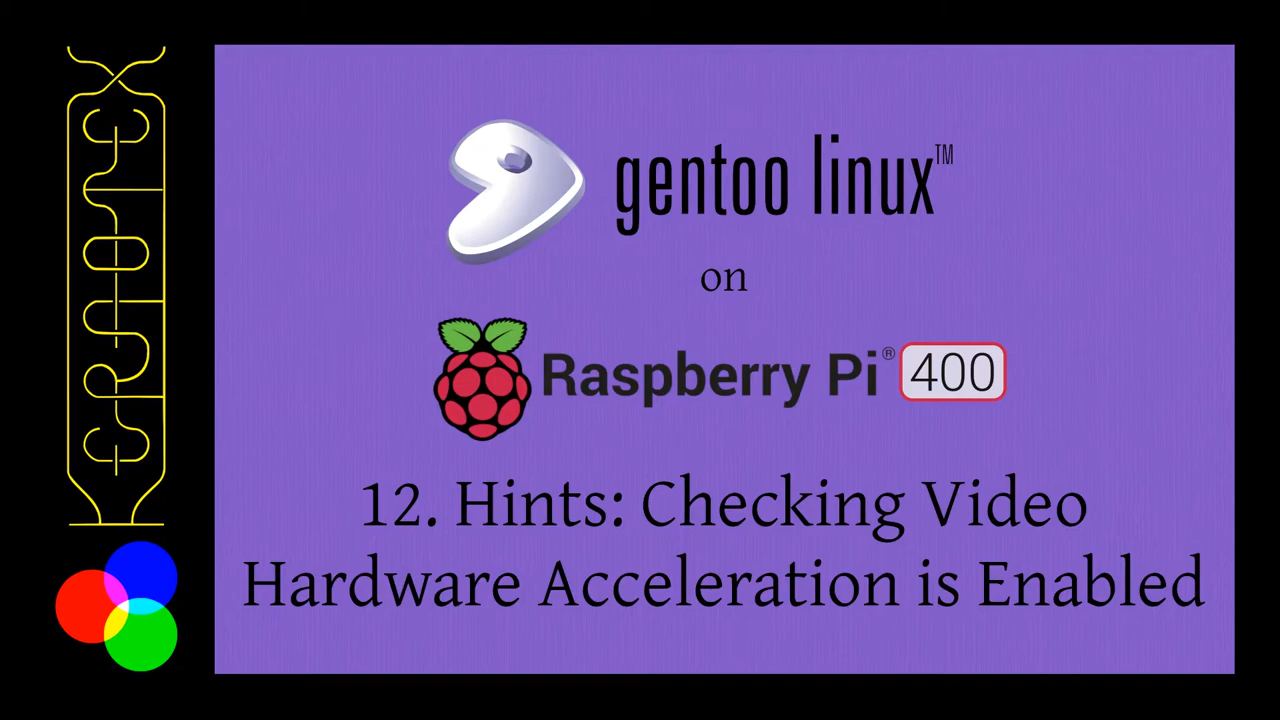 gentoo linux™
on
Raspberry Pi® 400
12. Hints: Checking Video
Hardware Acceleration is Enabled